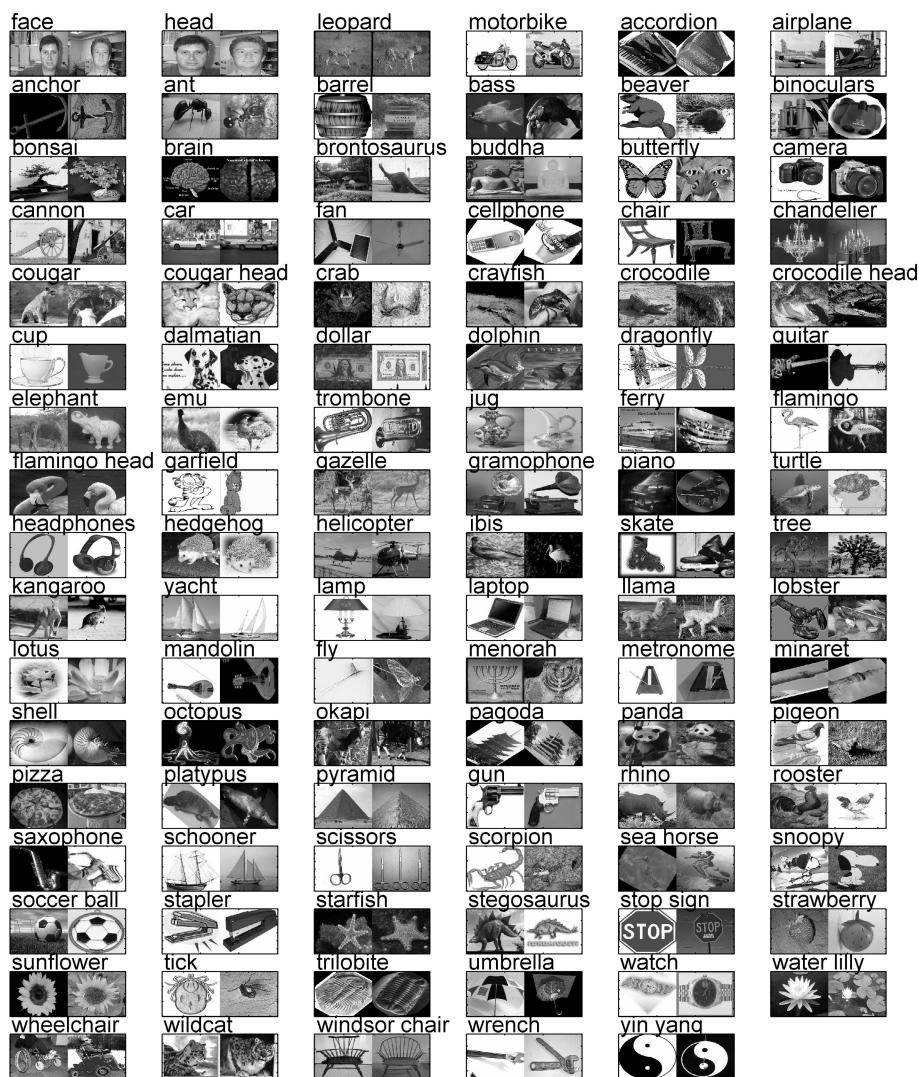 face head leopard motorbike accordion airplane
anchor ant barrel bass beaver binoculars
bonsai brain brontosaurus buddha butterfly camera
cannon car fan cellphone chair chandelier
cougar cougar head crab crayfish crocodile crocodile head
cup dalmatian dollar dolphin dragonfly guitar
elephant emu trombone jug ferry flamingo
flamingo head garfield gazelle gramophone piano turtle
headphones hedgehog helicopter ibis skate tree
kangaroo yacht lamp laptop llama lobster
lotus mandolin fly menorah metronome minaret
shell octopus okapi pagoda panda pigeon
pizza platypus pyramid gun rhino rooster
saxophone schooner scissors scorpion sea horse snoopy
soccer ball stapler starfish stegosaurus stop sign strawberry
STOP STOP
sunflower tick trilobite umbrella watch water lilly
wheelchair wildcat windsor chair wrench yin yang